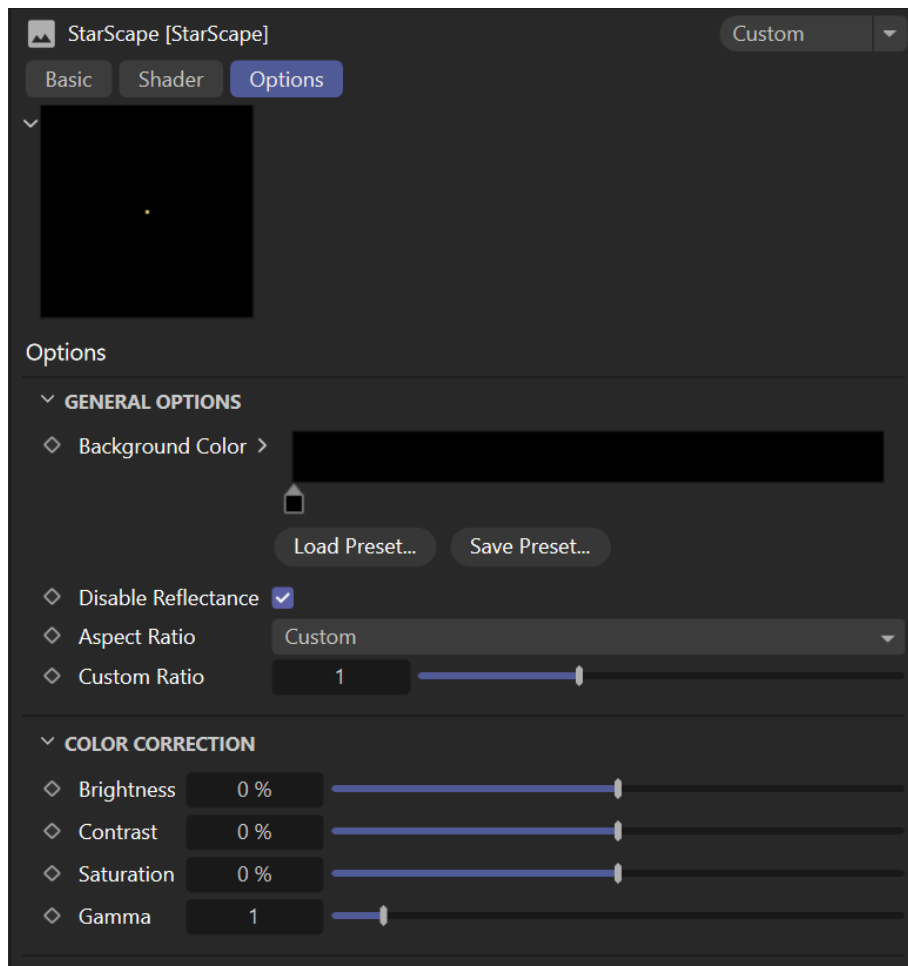 StarScape [StarScape] Custom
Basic Shader Options
Options
GENERAL OPTIONS
Background Color
Load Preset... Save Preset...
Disable Reflectance
Aspect Ratio Custom
Custom Ratio 1
COLOR CORRECTION
Brightness 0 %
Contrast 0 %
Saturation 0 %
Gamma 1